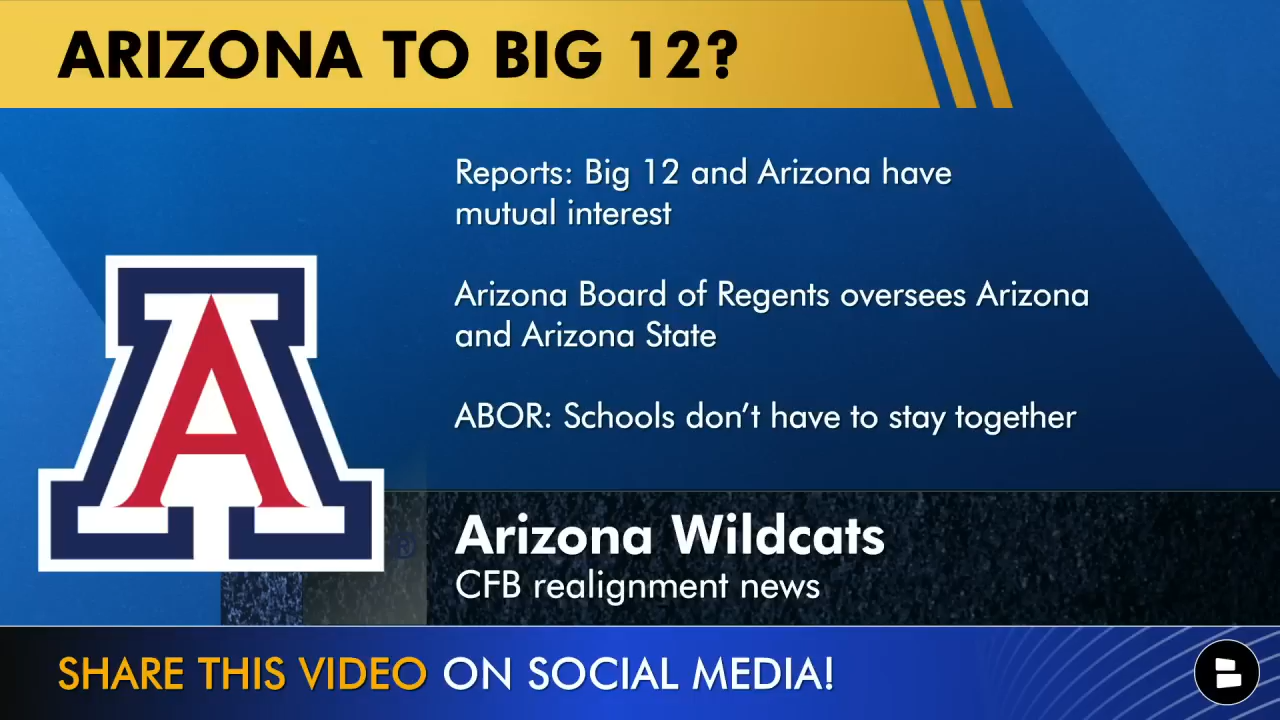 ARIZONA TO BIG 12?
Reports: Big 12 and Arizona have
mutual interest
Arizona Board of Regents oversees Arizona
and Arizona State
ABOR: Schools don't have to stay together
A
®
Arizona Wildcats
CFB realignment news
SHARE THIS VIDEO ON SOCIAL MEDIA!